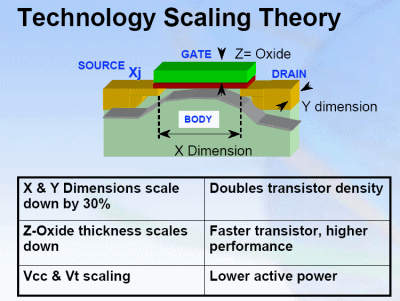 Technology Scaling Theory
GATE
Z= Oxide
SOURCE
Xj
DRAIN
Y dimension
BODY
X Dimension
X & Y Dimensions scale
down by 30%
Doubles transistor density
Z-Oxide thickness scales
down
Faster transistor, higher
performance
Vcc & Vt scaling
Lower active power